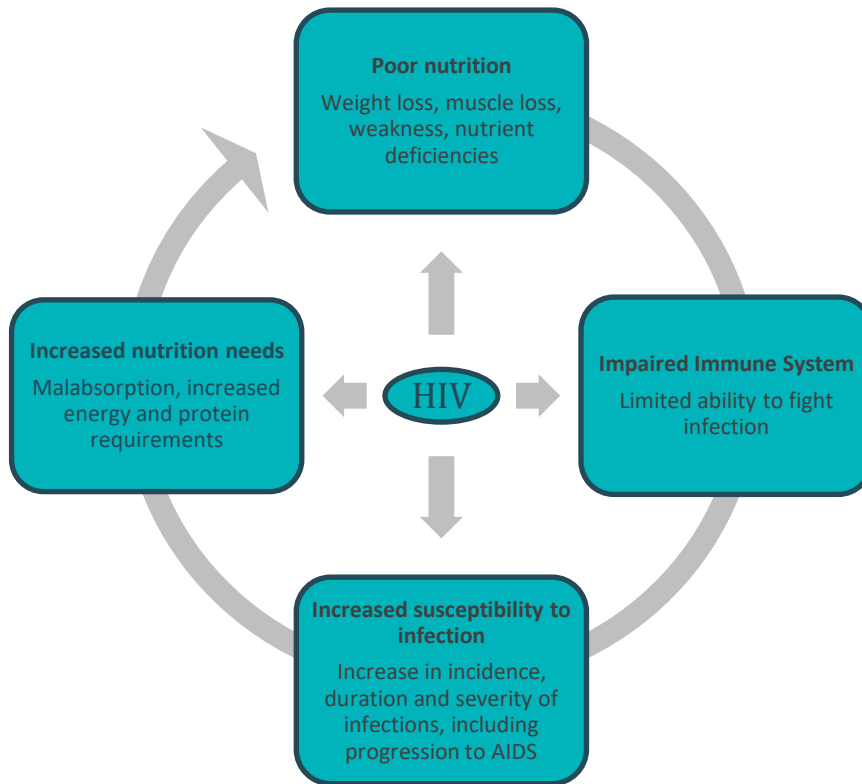 Poor nutrition
Weight loss, muscle loss,
weakness, nutrient
deficiencies
Increased nutrition needs
Malabsorption, increased
energy and protein
requirements
HIV
Impaired Immune System
Limited ability to fight
infection
Increased susceptibility to
infection
Increase in incidence,
duration and severity of
infections, including
progression to AIDS